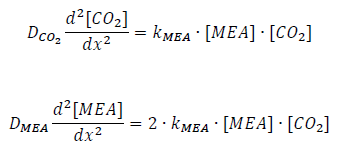 D_{CO_2} \frac{d^2[CO_2]}{dx^2} = k_{MEA} \cdot [MEA] \cdot [CO_2]
D_{MEA} \frac{d^2[MEA]}{dx^2} = 2 \cdot k_{MEA} \cdot [MEA] \cdot [CO_2]